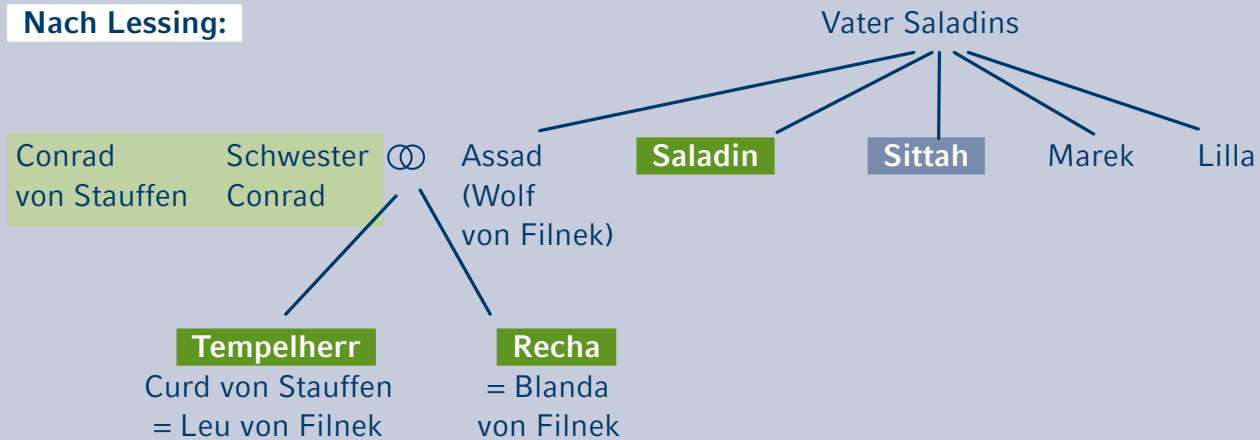 Nach Lessing:
Vater Saladins
Conrad
von Stauffen
Schwester
Conrad
Assad
(Wolf
von Filnek)
Saladin
Sittah
Marek
Lilla
Tempelherr
Curd von Stauffen
= Leu von Filnek
Recha
= Blanda
von Filnek